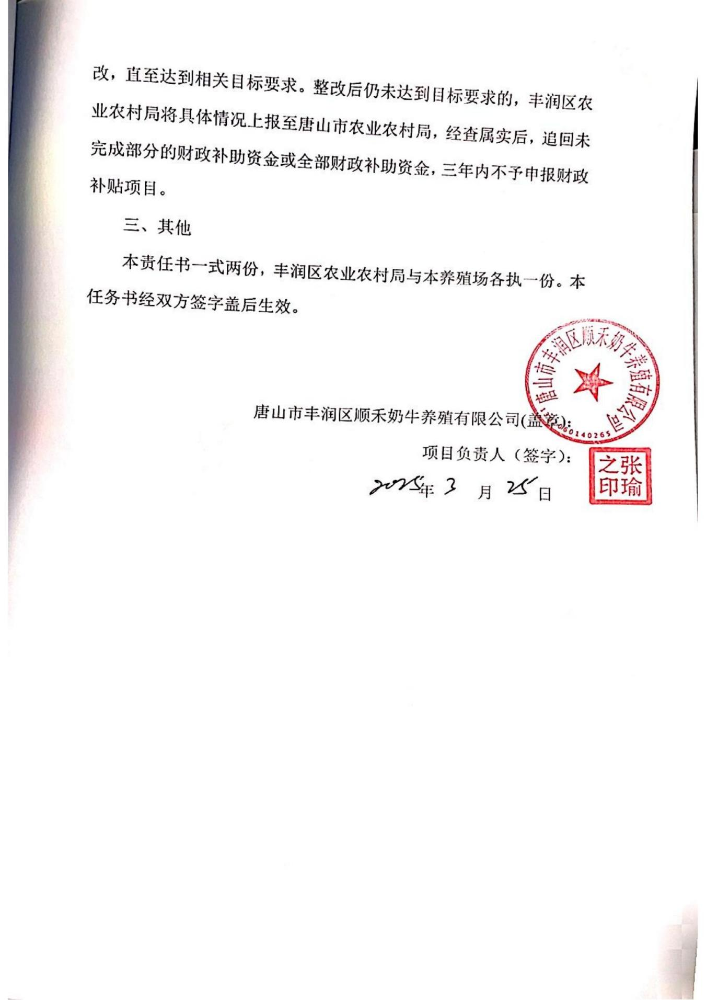 改，直至达到相关目标要求。整改后仍未达到目标要求的，丰润区农
业农村局将具体情况上报至唐山市农业农村局，经查属实后，追回未
完成部分的财政补助资金或全部财政补助资金，三年内不予申报财政
补贴项目。
三、其他
本责任书一式两份，丰润区农业农村局与本养殖场各执一份。本
任务书经双方签字盖后生效。
唐山市丰润区顺禾奶牛养殖有限公司
唐山市丰润区顺禾奶牛养殖有限公司(盖章):
060140265
项目负责人（签字）：
张瑜之印
2025年 3 月 25 日